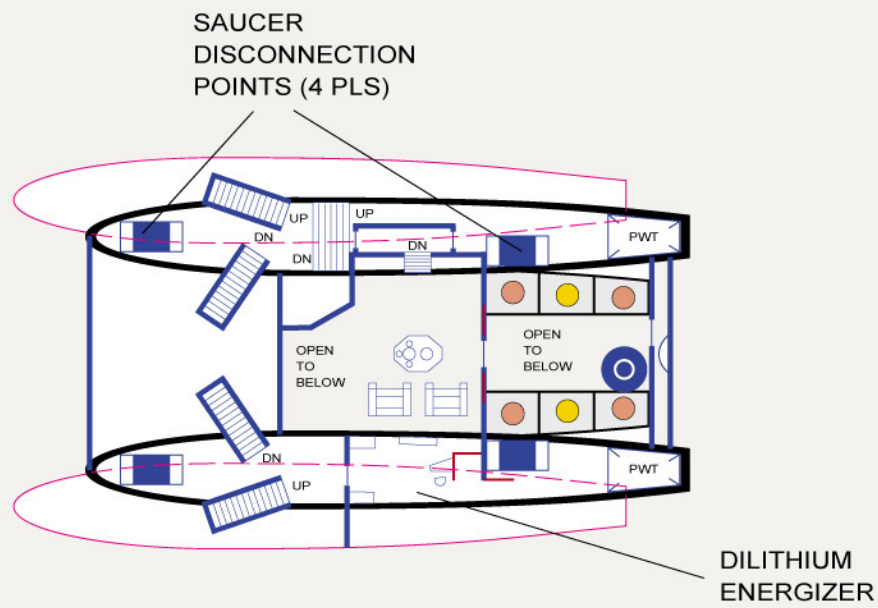 SAUCER
DISCONNECTION
POINTS (4 PLS)
UP
UP
DN
DN
DN
PWT
OPEN
TO
BELOW
OPEN
TO
BELOW
DN
UP
PWT
DILITHIUM
ENERGIZER